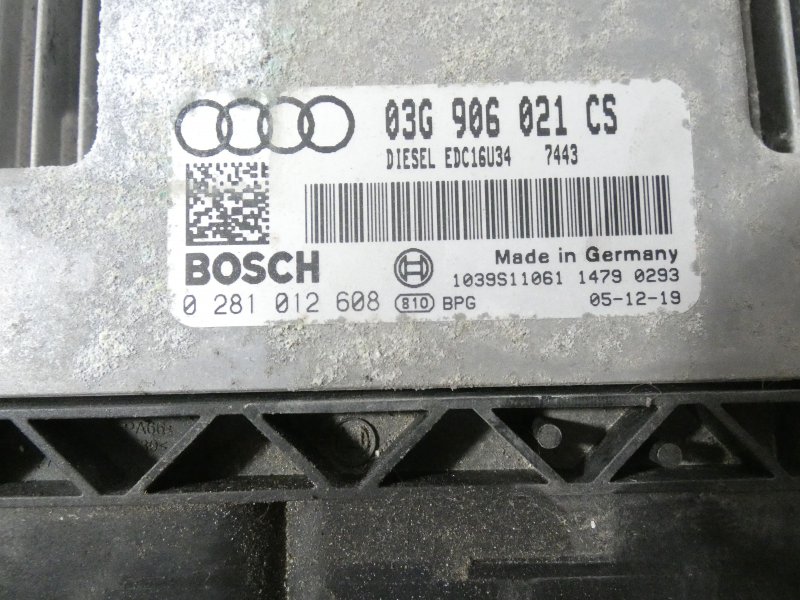 03G 906 021 CS
DIESEL EDC16U34 7443
BOSCH
Made in Germany
1039S11061 1479 0293
0 281 012 608 810 BPG
05-12-19